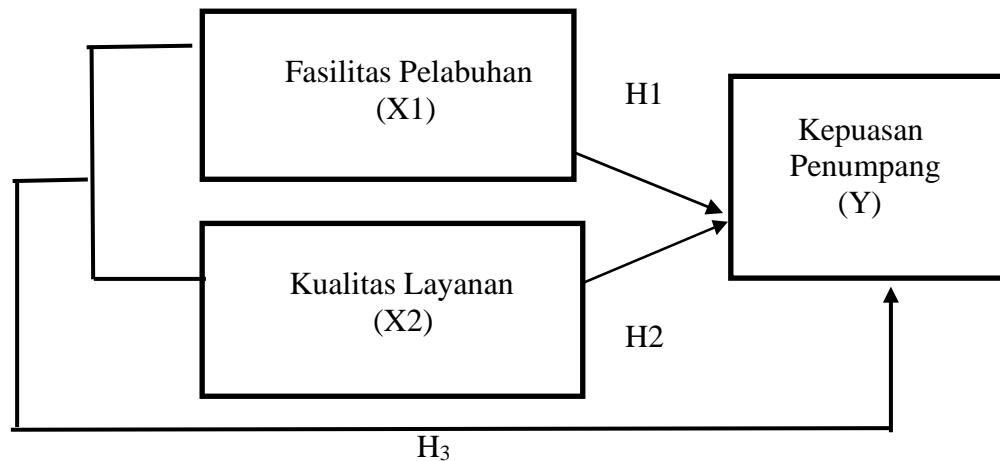 Fasilitas Pelabuhan
(X1)
H1
Kepuasan
Penumpang
(Y)
Kualitas Layanan
(X2)
H2
H₃